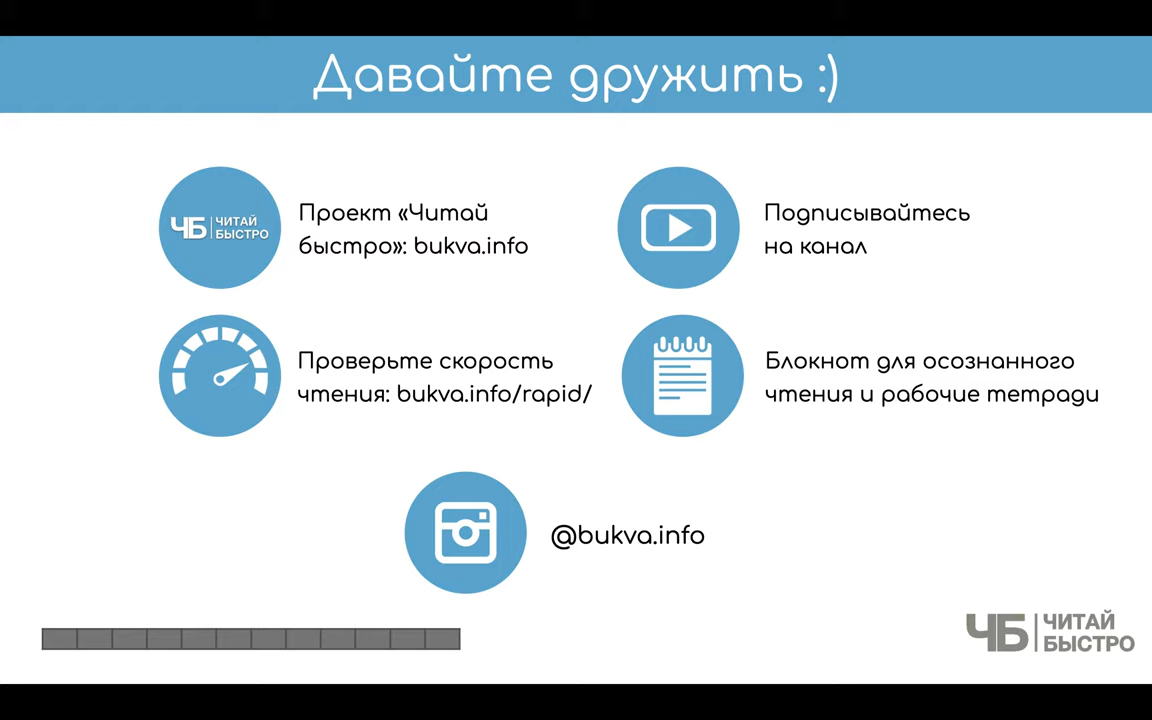 Давайте дружить :)
ЧБ ЧИТАЙ
БЫСТРО
Проект «Читай
быстро»: bukva.info
Подписывайтесь
на канал
Проверьте скорость
чтения: bukva.info/rapid/
Блокнот для осознанного
чтения и рабочие тетради
@bukva.info
ЧБ ЧИТАЙ
БЫСТРО